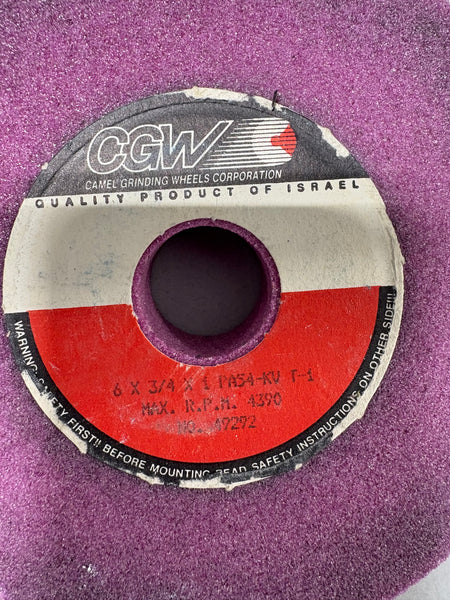 CGW
CAMEL GRINDING WHEELS CORPORATION
QUALITY PRODUCT OF ISRAEL
6 X 3/4 X 1 PA54-KV T-1
MAX. R.P.M. 4390
NO. 49292
WARNING: SAFETY FIRST!! BEFORE MOUNTING READ SAFETY INSTRUCTIONS ON OTHER SIDE!!!